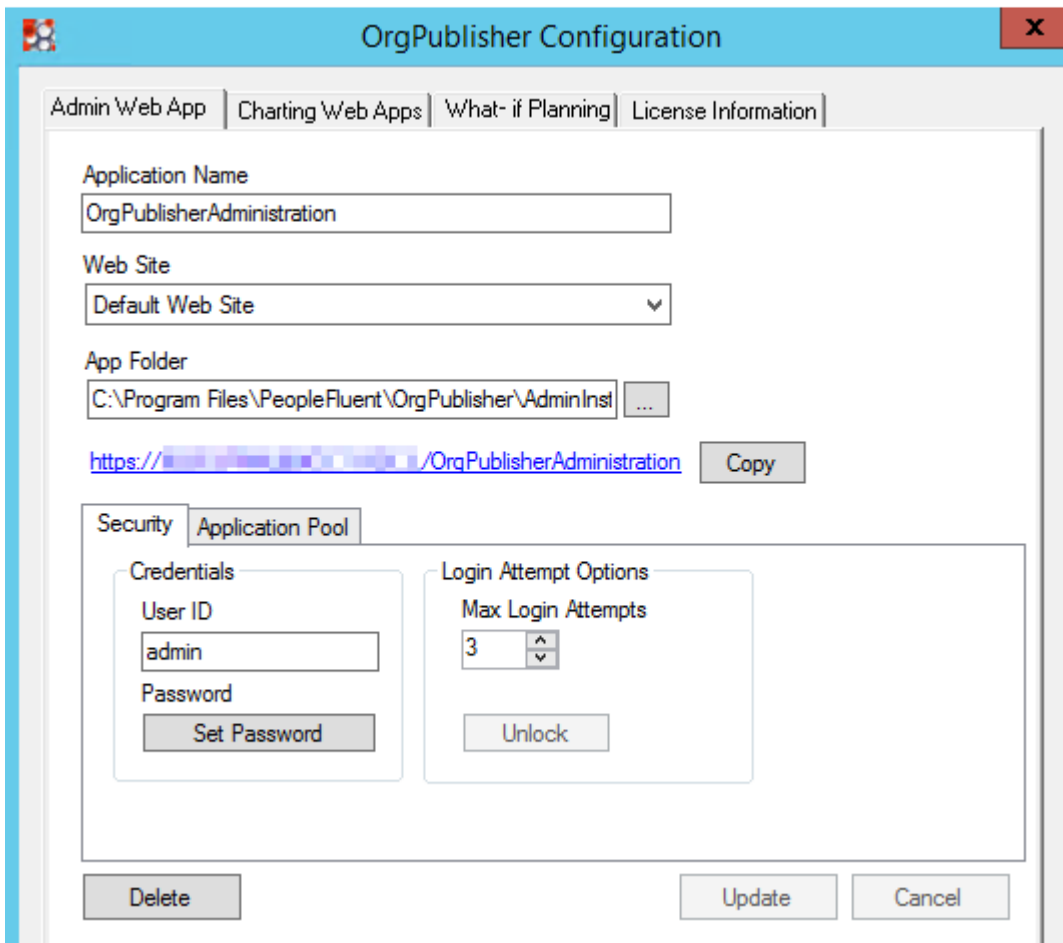 OrgPublisher Configuration
X
Admin Web App Charting Web Apps What- if Planning License Information
Application Name
OrgPublisherAdministration
Web Site
Default Web Site
App Folder
C:\Program Files\PeopleFluent\OrgPublisher\AdminInst ...
https:// /OrgPublisherAdministration Copy
Security Application Pool
Credentials Login Attempt Options
User ID Max Login Attempts
admin 3
Password
Set Password Unlock
Delete Update Cancel